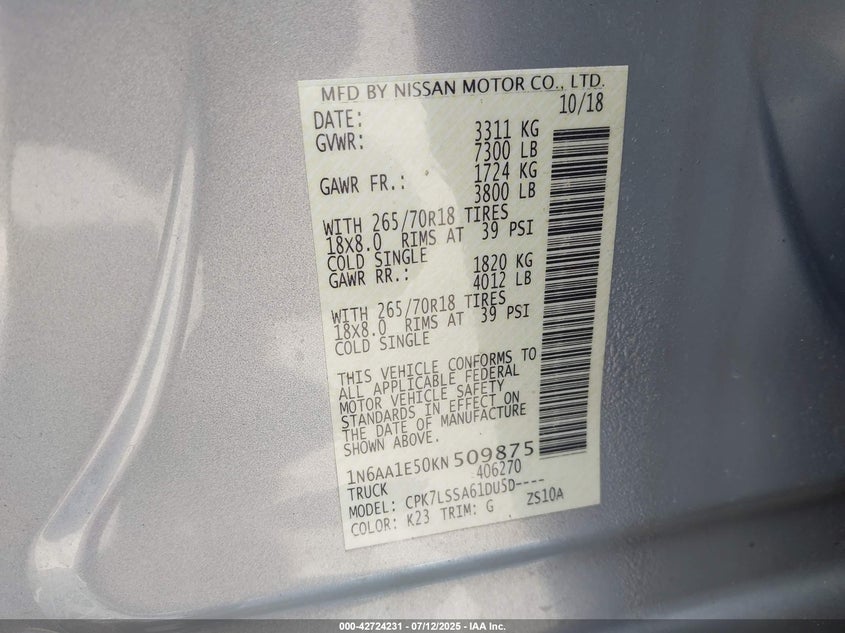 MFD BY NISSAN MOTOR CO., LTD.
DATE: 10/18
GVWR: 3311 KG
7300 LB
GAWR FR.: 1724 KG
3800 LB
WITH 265/70R18 TIRES
18X8.0 RIMS AT 39 PSI
COLD SINGLE
GAWR RR.: 1820 KG
4012 LB
WITH 265/70R18 TIRES
18X8.0 RIMS AT 39 PSI
COLD SINGLE
THIS VEHICLE CONFORMS TO
ALL APPLICABLE FEDERAL
MOTOR VEHICLE SAFETY
STANDARDS IN EFFECT ON
THE DATE OF MANUFACTURE
SHOWN ABOVE.
1N6AA1E50KN509875
TRUCK 406270
MODEL: CPK7LSSA61DUSD----
COLOR: K23 TRIM: G ZS10A
000-42724231 - 07/12/2025 - IAA Inc.